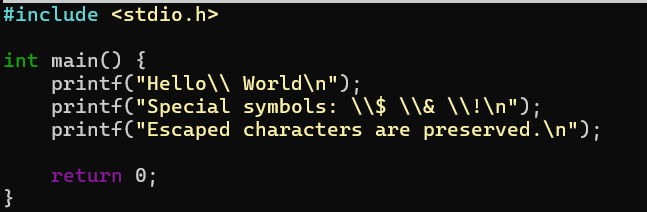 #include <stdio.h>

int main() {
    printf("Hello\\ World\n");
    printf("Special symbols: \\$ \\& \\!\n");
    printf("Escaped characters are preserved.\n");

    return 0;
}